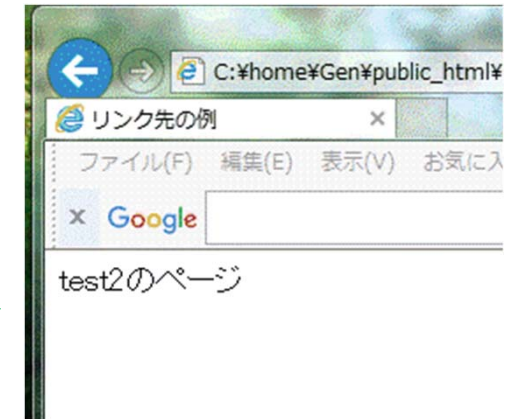 C:¥home¥Gen¥public_html¥
リンク先の例
ファイル(F) 編集(E) 表示(V) お気に入
× Google
test2のページ